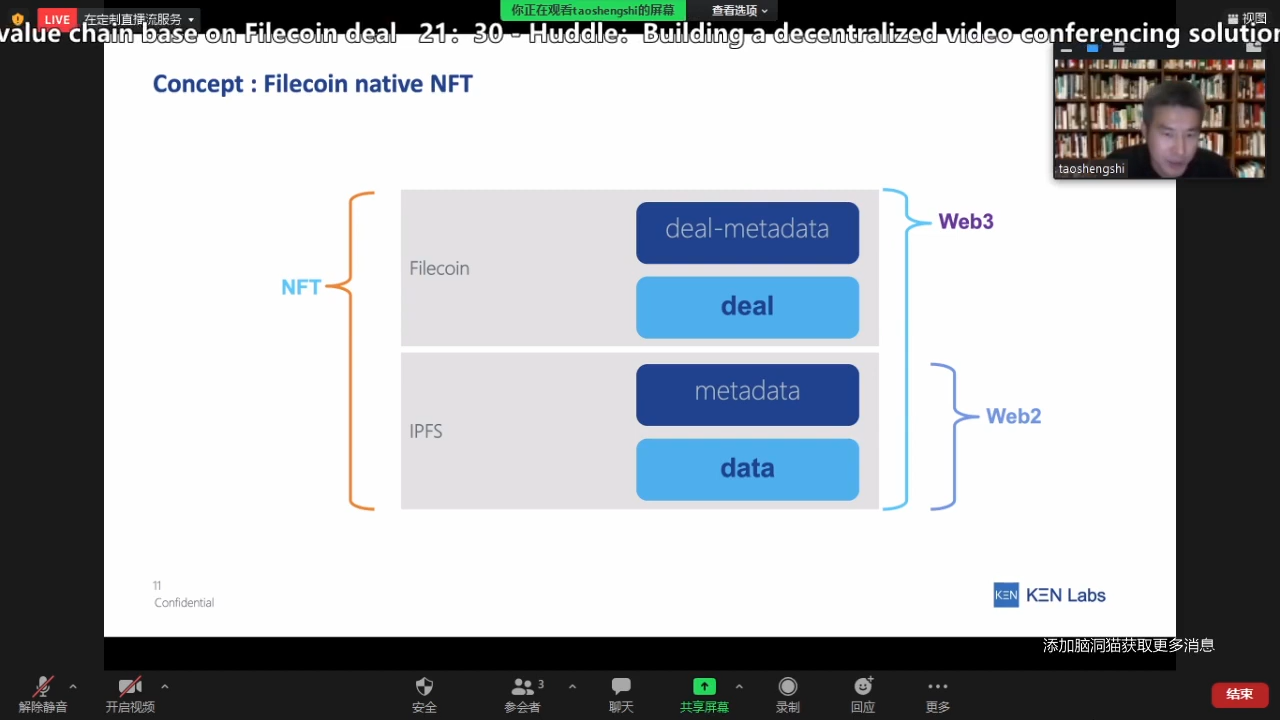 LIVE 在定制直播流服务
你正在观看taoshengshi的屏幕 查看选项
视图
value chain base on Filecoin deal 21：30 - Huddle：Building a decentralized video conferencing solution
Concept : Filecoin native NFT
taoshengshi
deal-metadata
Web3
Filecoin
NFT
deal
metadata
Web2
IPFS
data
11
Confidential
KΞN KΞN Labs
添加脑洞猫获取更多消息
解除静音
开启视频
安全
3
参会者
聊天
共享屏幕
录制
回应
更多
结束